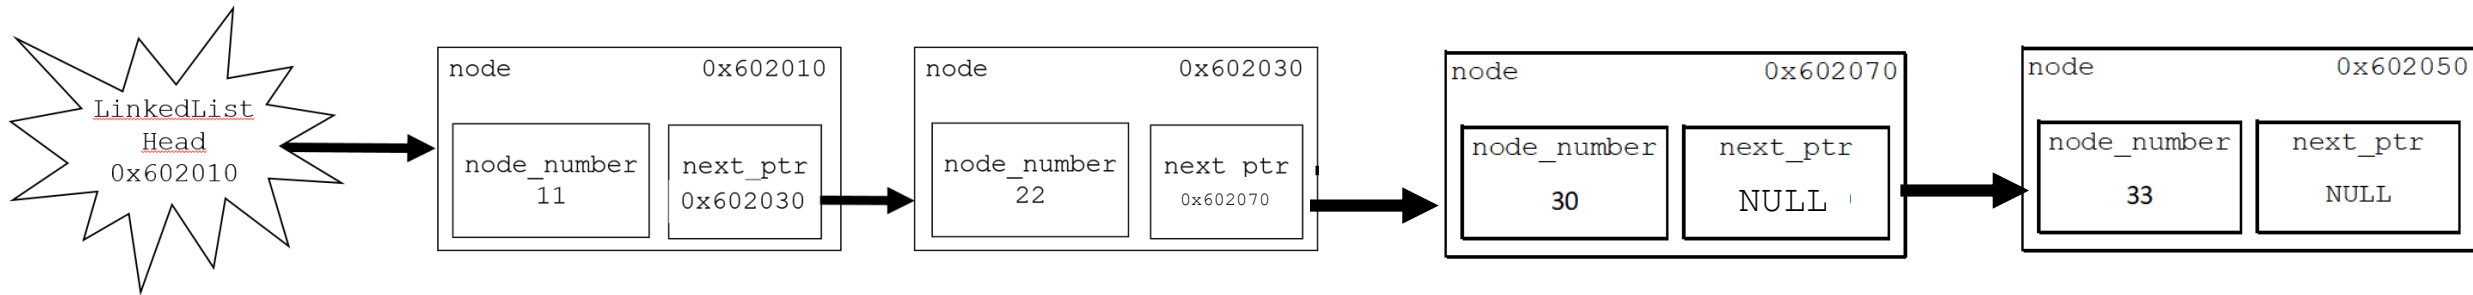 LinkedList
Head
0x602010
node 0x602010
node_number
11
next_ptr
0x602030
node 0x602030
node_number
22
next ptr
0x602070
node 0x602070
node_number
30
next_ptr
NULL
node 0x602050
node_number
33
next_ptr
NULL